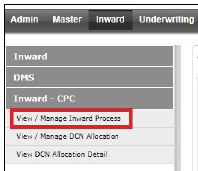 Admin Master Inward Underwriting
Inward
DMS
Inward - CPC
View / Manage Inward Process
View / Manage DCN Allocation
View DCN Allocation Detail